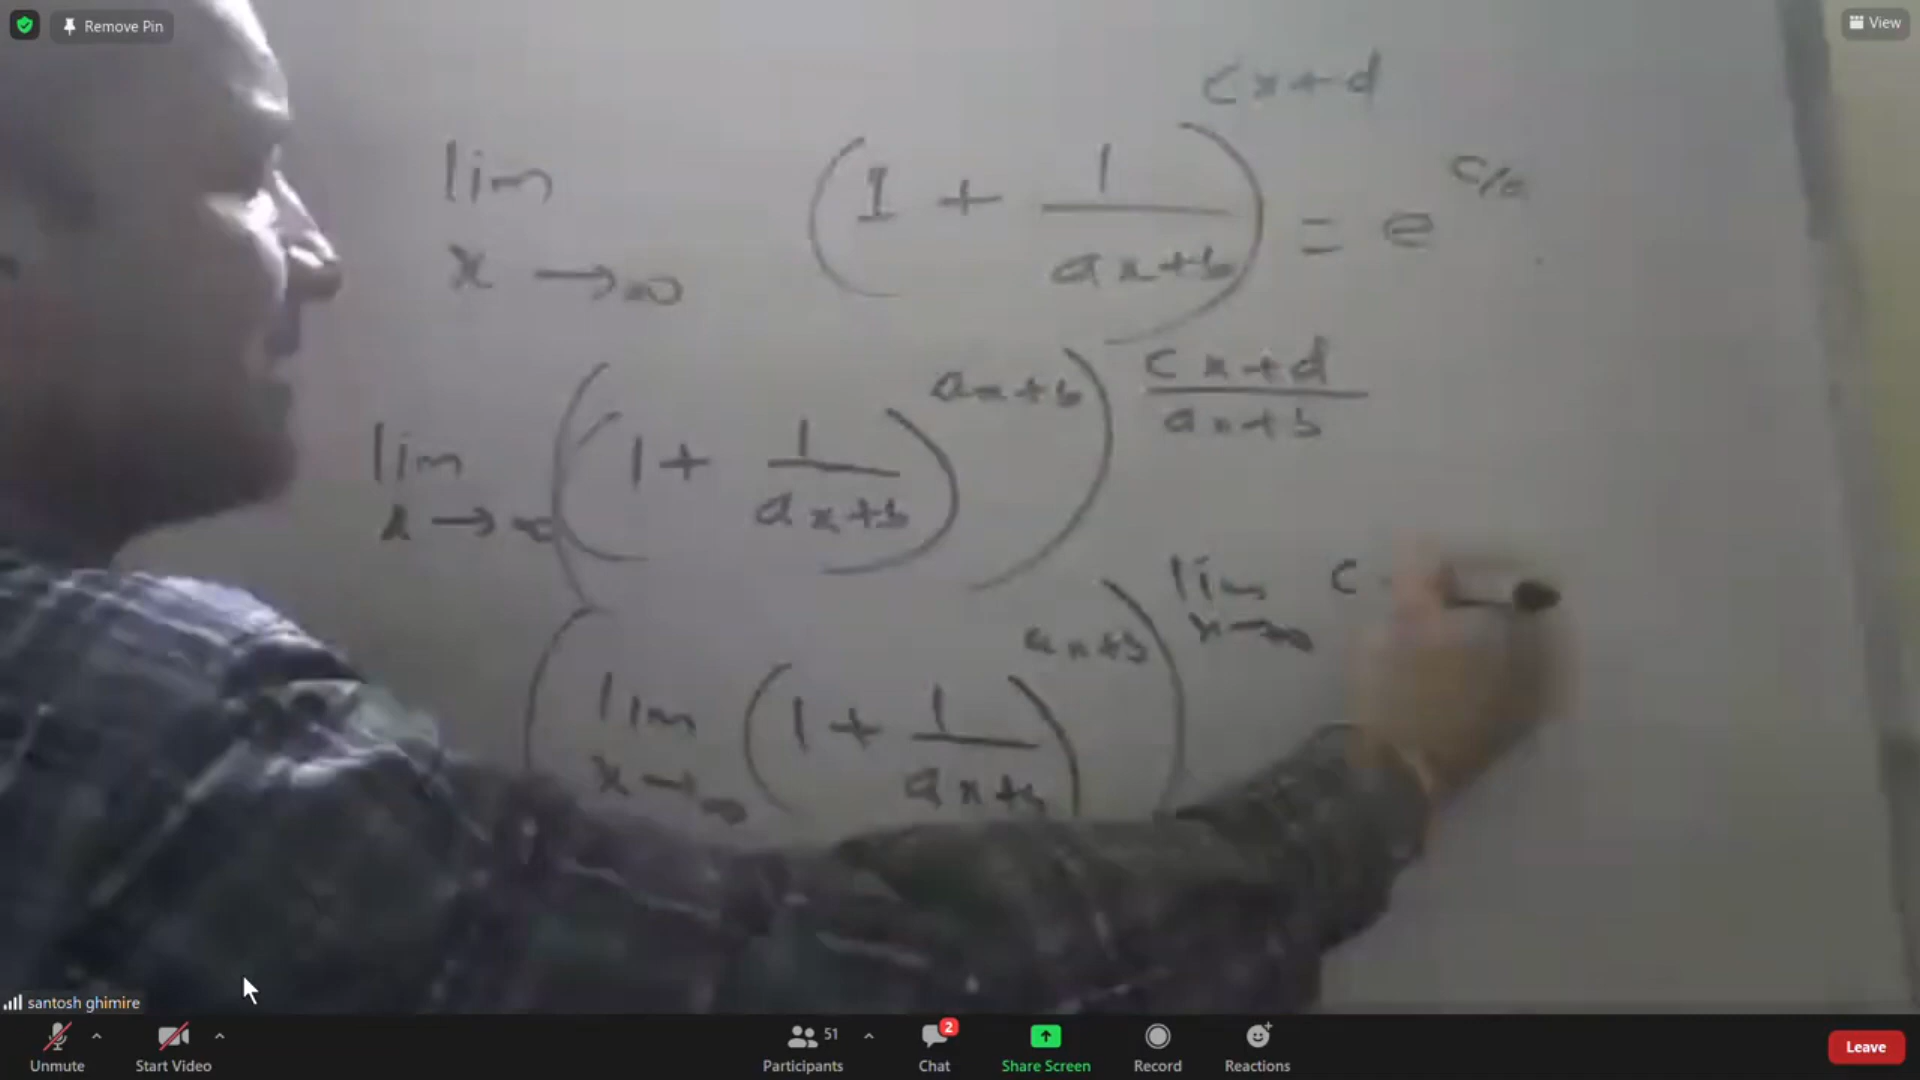 Remove Pin
View
lim x→∞ (1 + 1/(ax+b))^(cx+d) = e^(c/a)
lim x→∞ ((1 + 1/(ax+b))^(ax+b))^((cx+d)/(ax+b))
(lim x→∞ (1 + 1/(ax+b))^(ax+b))^(lim x→∞ c
santosh ghimire
Unmute Start Video Participants 51 Chat 2 Share Screen Record Reactions Leave